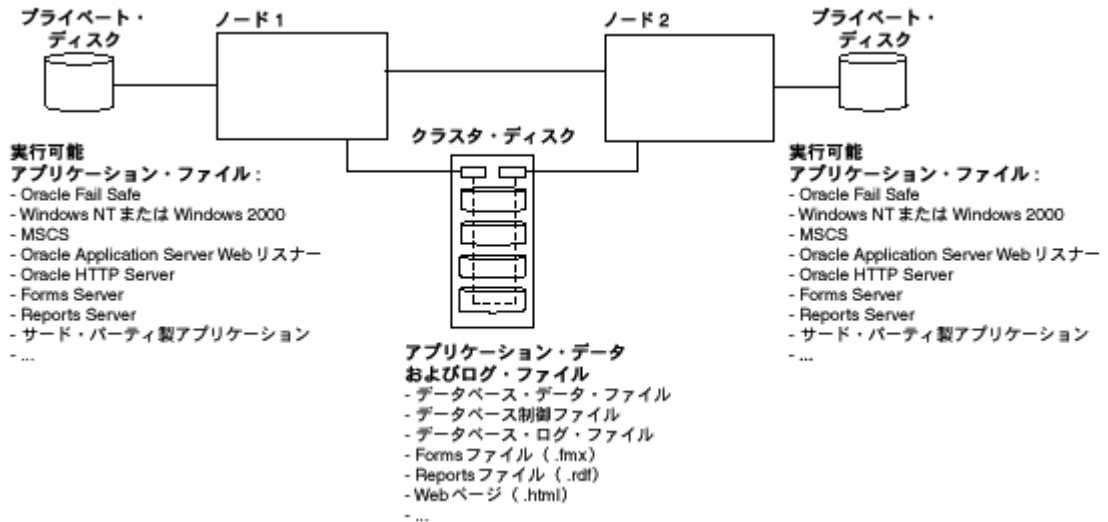 プライベート・
ディスク
ノード 1
ノード 2
プライベート・
ディスク
クラスタ・ディスク
実行可能
アプリケーション・ファイル :
- Oracle Fail Safe
- Windows NT または Windows 2000
- MSCS
- Oracle Application Server Web リスナー
- Oracle HTTP Server
- Forms Server
- Reports Server
- サード・パーティ製アプリケーション
- ...
実行可能
アプリケーション・ファイル :
- Oracle Fail Safe
- Windows NT または Windows 2000
- MSCS
- Oracle Application Server Web リスナー
- Oracle HTTP Server
- Forms Server
- Reports Server
- サード・パーティ製アプリケーション
- ...
アプリケーション・データ
およびログ・ファイル
- データベース・データ・ファイル
- データベース制御ファイル
- データベース・ログ・ファイル
- Forms ファイル（ .fmx）
- Reports ファイル（ .rdf）
- Web ページ（ .html）
- ...